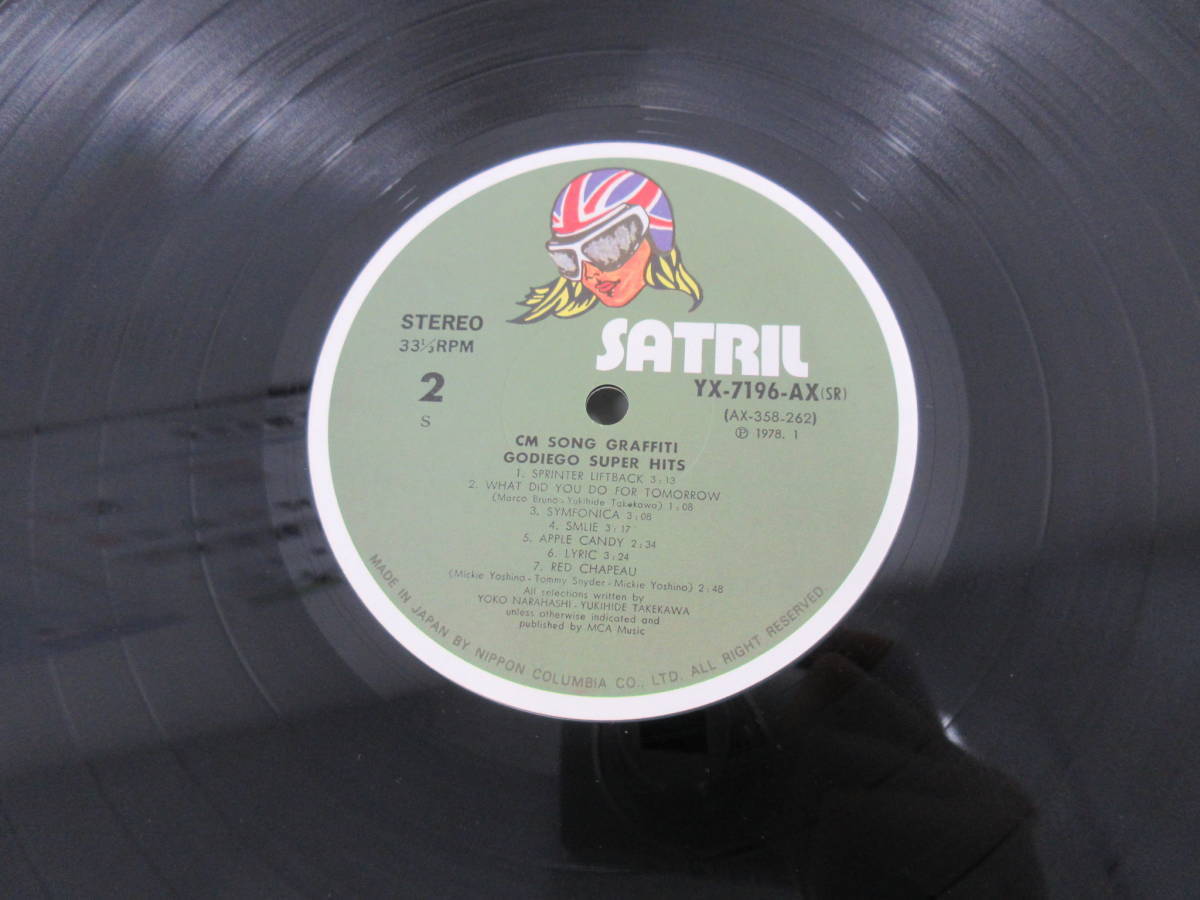 SATRIL
STEREO
33⅓RPM
2
S
YX-7196-AX(SR)
(AX-358-262)
Ⓟ 1978. 1
CM SONG GRAFFITI
GODIEGO SUPER HITS
1. SPRINTER LIFTBACK 3:13
2. WHAT DID YOU DO FOR TOMORROW
(Marco Bruno-Yukihide Takekawa) 1:08
3. SYMFONICA 3:08
4. SMLIE 3:17
5. APPLE CANDY 2:34
6. LYRIC 3:24
7. RED CHAPEAU
(Mickie Yoshino-Tommy Snyder-Mickie Yoshino) 2:48
All selections written by
YOKO NARAHASHI-YUKIHIDE TAKEKAWA
unless otherwise indicated and
published by MCA Music
MADE IN JAPAN BY NIPPON COLUMBIA CO., LTD. ALL RIGHT RESERVED